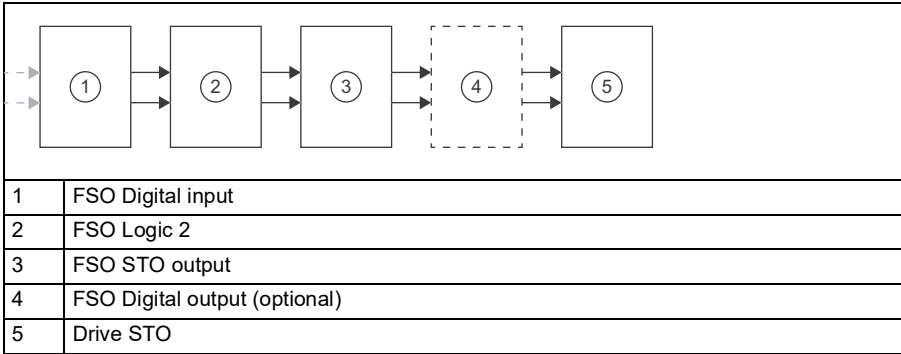 1 2 3 4 5
1 FSO Digital input
2 FSO Logic 2
3 FSO STO output
4 FSO Digital output (optional)
5 Drive STO